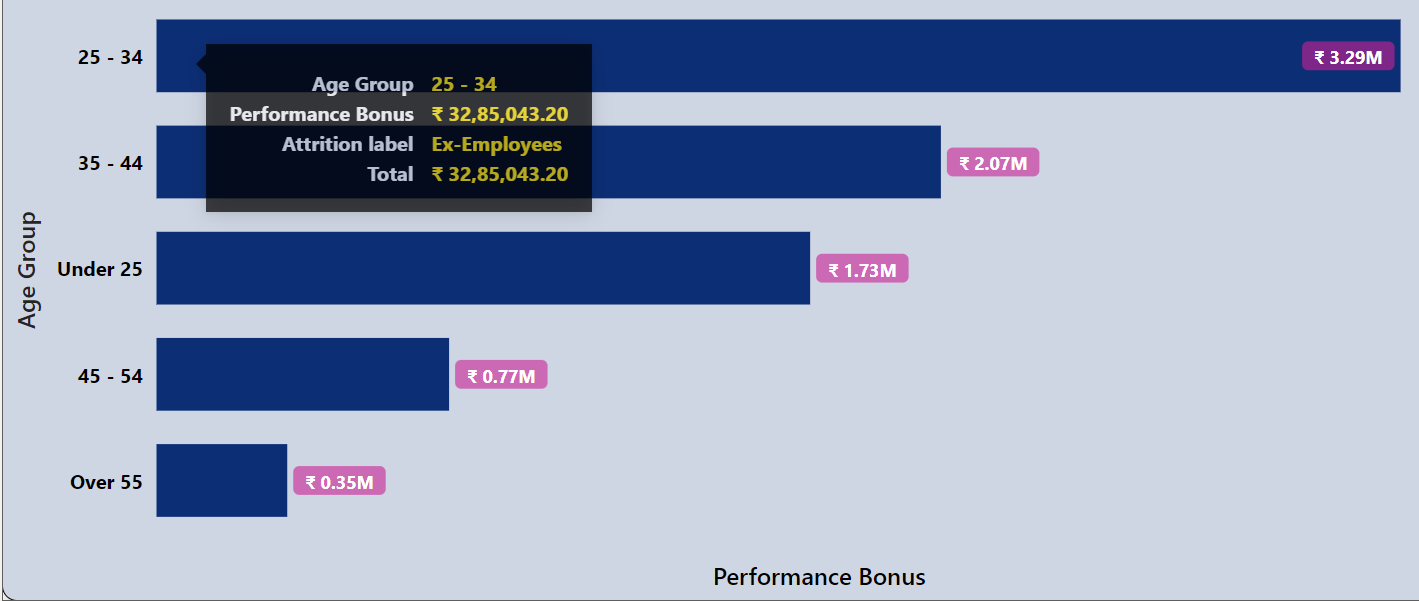 25 - 34
₹ 3.29M
Age Group 25 - 34
Performance Bonus ₹ 32,85,043.20
Attrition label Ex-Employees
Total ₹ 32,85,043.20
35 - 44
₹ 2.07M
Under 25
₹ 1.73M
45 - 54
₹ 0.77M
Over 55
₹ 0.35M
Age Group
Performance Bonus